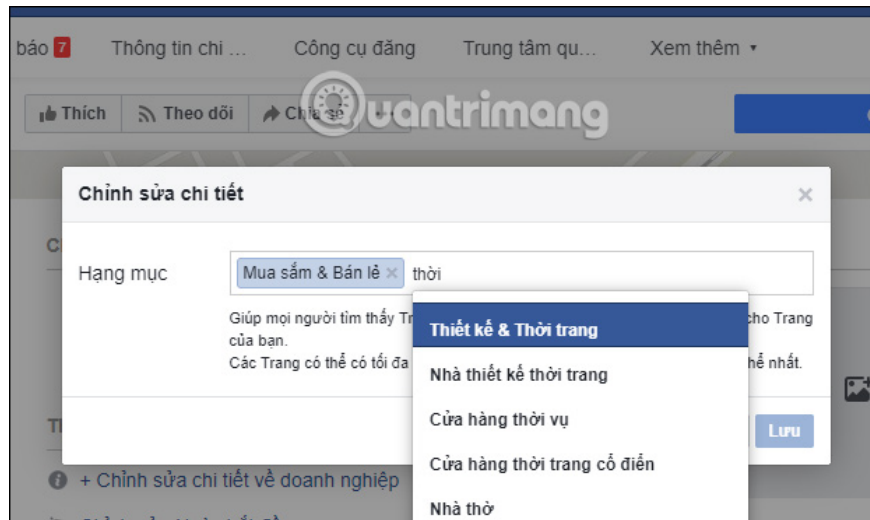 báo 7 Thông tin chi ... Công cụ đăng Trung tâm qu... Xem thêm
Thích Theo dõi Chia sẻ ...
Quantrimang
Chỉnh sửa chi tiết
Hạng mục Mua sắm & Bán lẻ × thời
Giúp mọi người tìm thấy Tr cho Trang
của bạn.
Các Trang có thể có tối đa thể nhất.
Thiết kế & Thời trang
Nhà thiết kế thời trang
Cửa hàng thời vụ
Cửa hàng thời trang cổ điển
Nhà thờ
Lưu
+ Chỉnh sửa chi tiết về doanh nghiệp